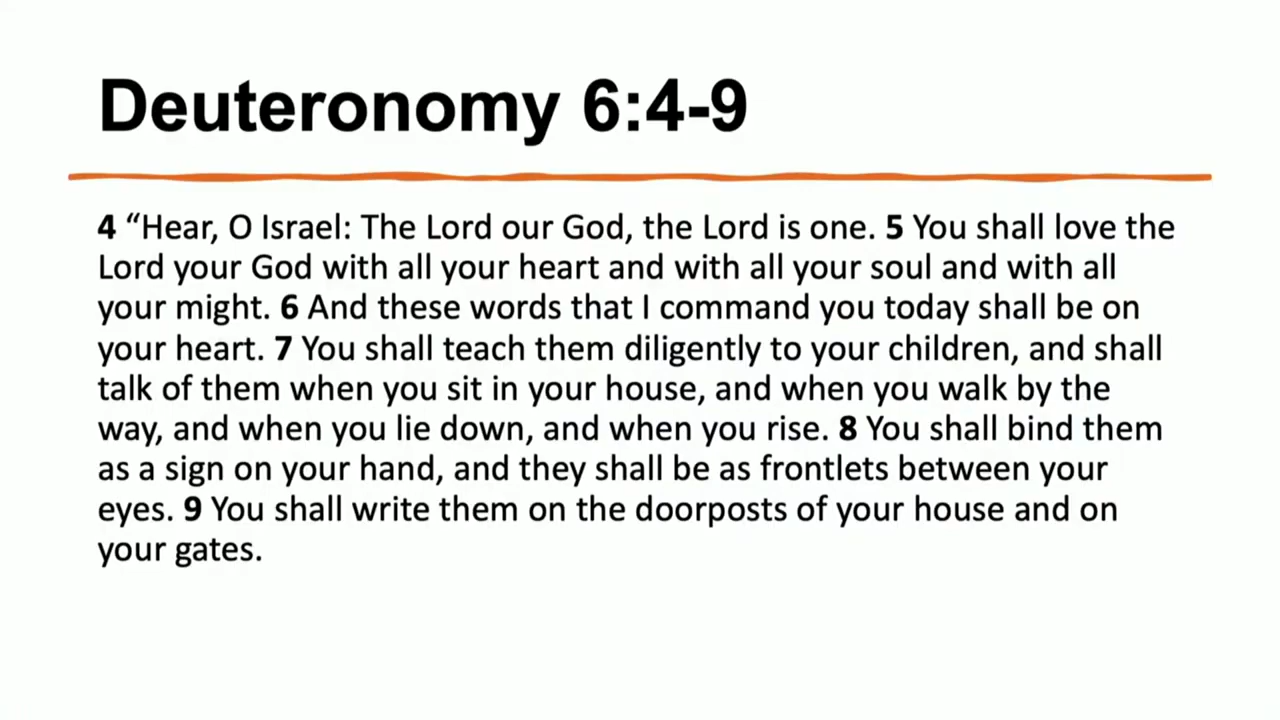 Deuteronomy 6:4-9
4 “Hear, O Israel: The Lord our God, the Lord is one. 5 You shall love the
Lord your God with all your heart and with all your soul and with all
your might. 6 And these words that I command you today shall be on
your heart. 7 You shall teach them diligently to your children, and shall
talk of them when you sit in your house, and when you walk by the
way, and when you lie down, and when you rise. 8 You shall bind them
as a sign on your hand, and they shall be as frontlets between your
eyes. 9 You shall write them on the doorposts of your house and on
your gates.